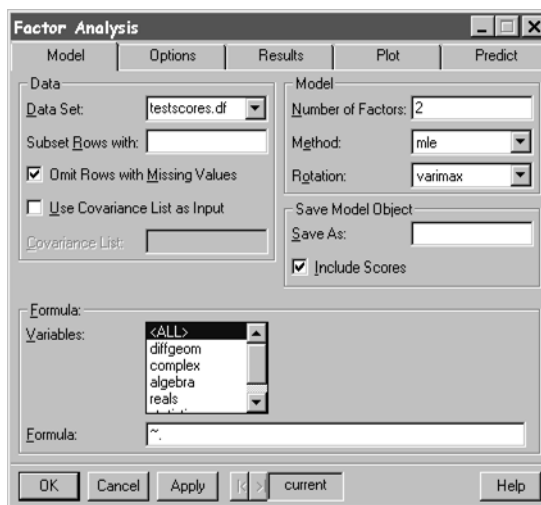 Factor Analysis
Model
Options
Results
Plot
Predict
Data
Data Set:
testscores.df
Subset Rows with:
Omit Rows with Missing Values
Use Covariance List as Input
Covariance List:
Model
Number of Factors:
2
Method:
mle
Rotation:
varimax
Save Model Object
Save As:
Include Scores
Formula:
Variables:
<ALL>
diffgeom
complex
algebra
reals
Formula:
~.
OK
Cancel
Apply
current
Help